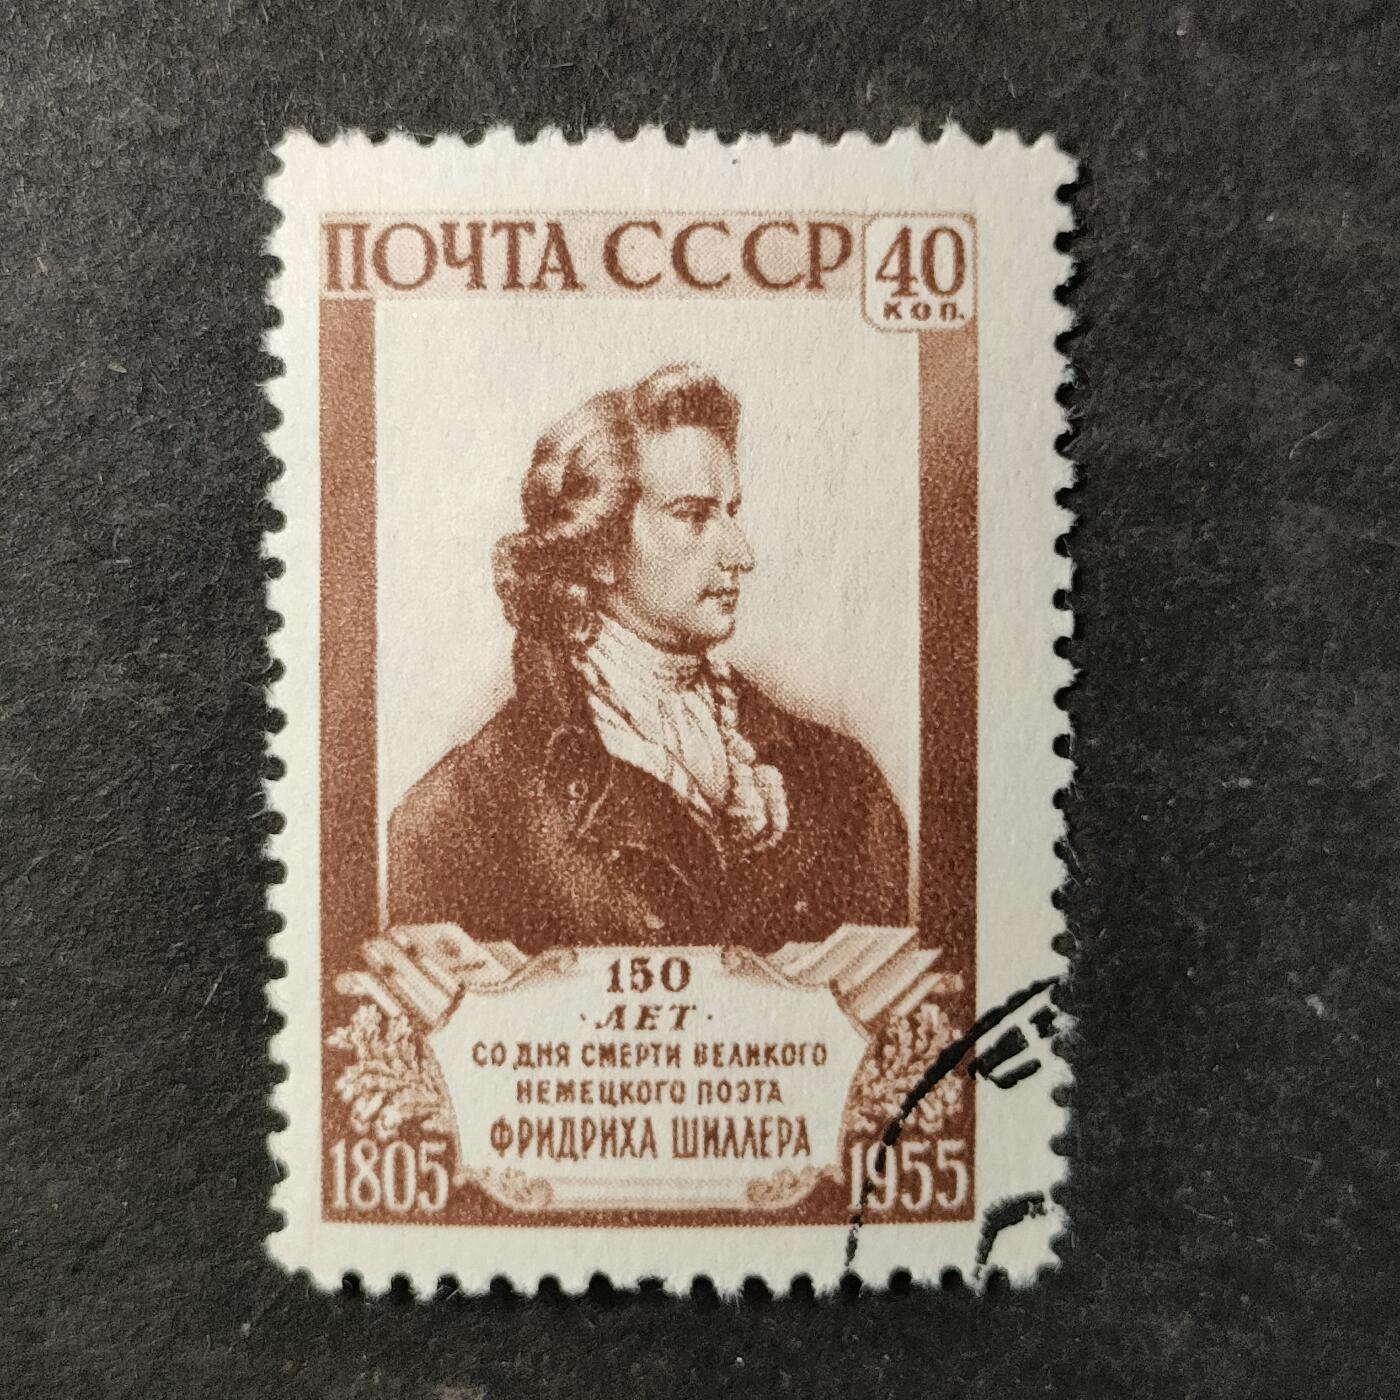 ПОЧТА СССР 40
КОП.
150
·ЛЕТ·
СО ДНЯ СМЕРТИ ВЕЛИКОГО
НЕМЕЦКОГО ПОЭТА
ФРИДРИХА ШИЛЛЕРА
1805 1955